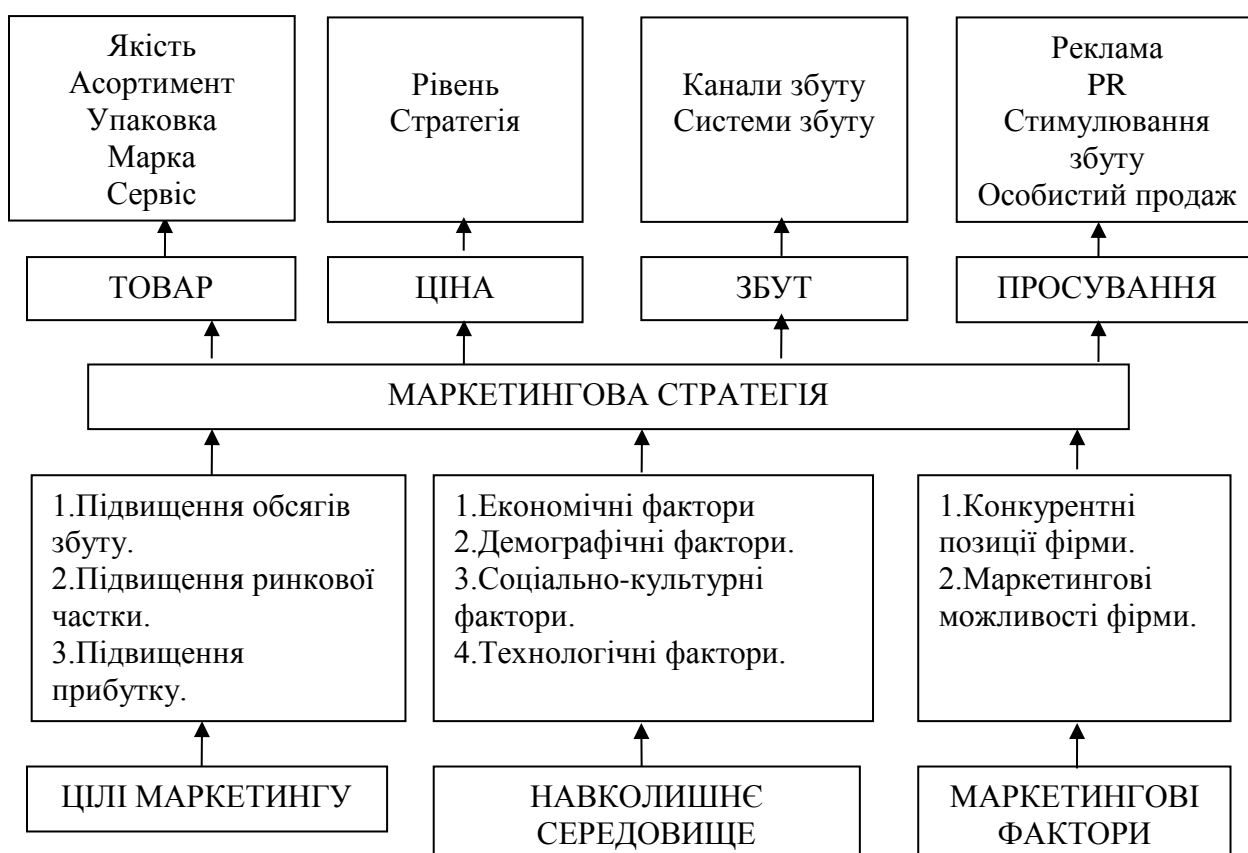 Якість
Асортимент
Упаковка
Марка
Сервіс
Рівень
Стратегія
Канали збуту
Системи збуту
Реклама
PR
Стимулювання
збуту
Особистий продаж
ТОВАР
ЦІНА
ЗБУТ
ПРОСУВАННЯ
МАРКЕТИНГОВА СТРАТЕГІЯ
1.Підвищення обсягів
збуту.
2.Підвищення ринкової
частки.
3.Підвищення
прибутку.
1.Економічні фактори
2.Демографічні фактори.
3.Соціально-культурні
фактори.
4.Технологічні фактори.
1.Конкурентні
позиції фірми.
2.Маркетингові
можливості фірми.
ЦІЛІ МАРКЕТИНГУ
НАВКОЛИШНЄ
СЕРЕДОВИЩЕ
МАРКЕТИНГОВІ
ФАКТОРИ